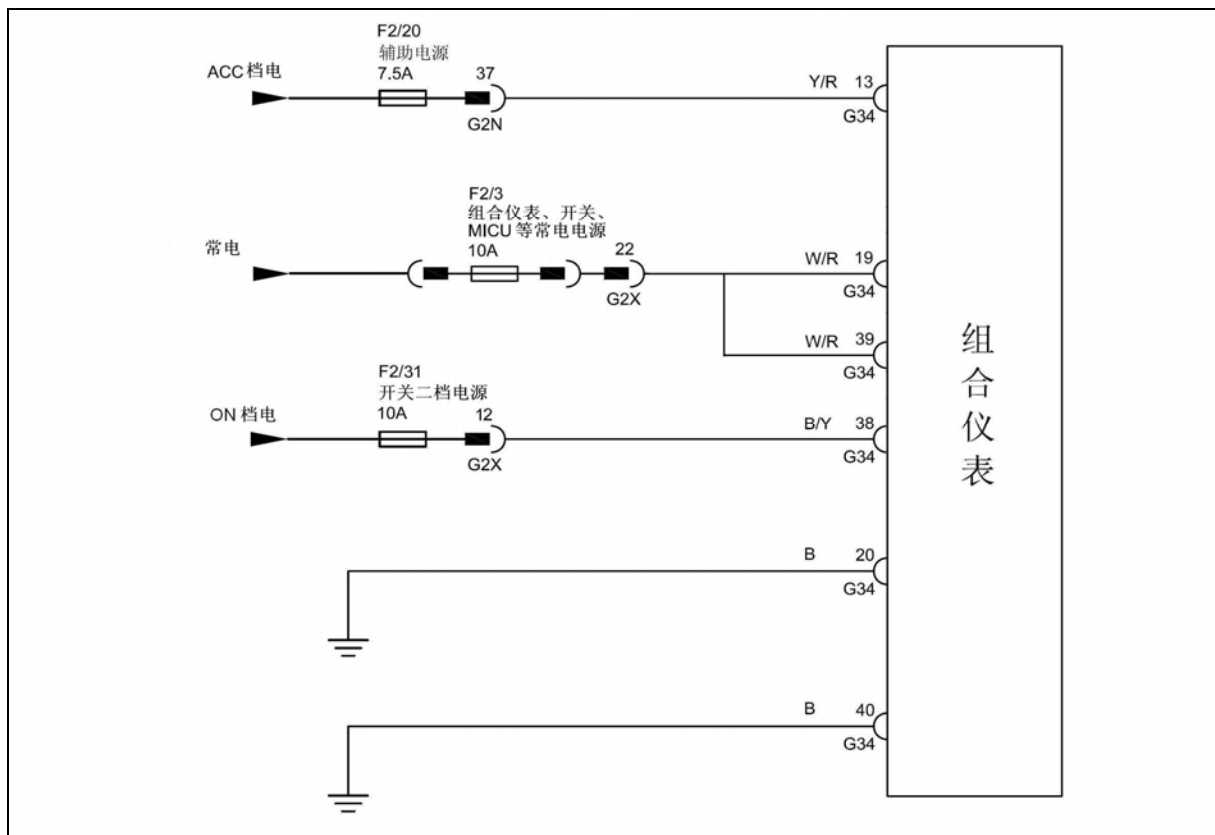 F2/20
辅助电源
7.5A
37
ACC 档电
G2N
Y/R
13
G34
F2/3
组合仪表、开关、
MICU 等常电电源
10A
22
常电
G2X
W/R
19
G34
W/R
39
G34
F2/31
开关二档电源
10A
12
ON 档电
G2X
B/Y
38
G34
B
20
G34
B
40
G34
组
合
仪
表